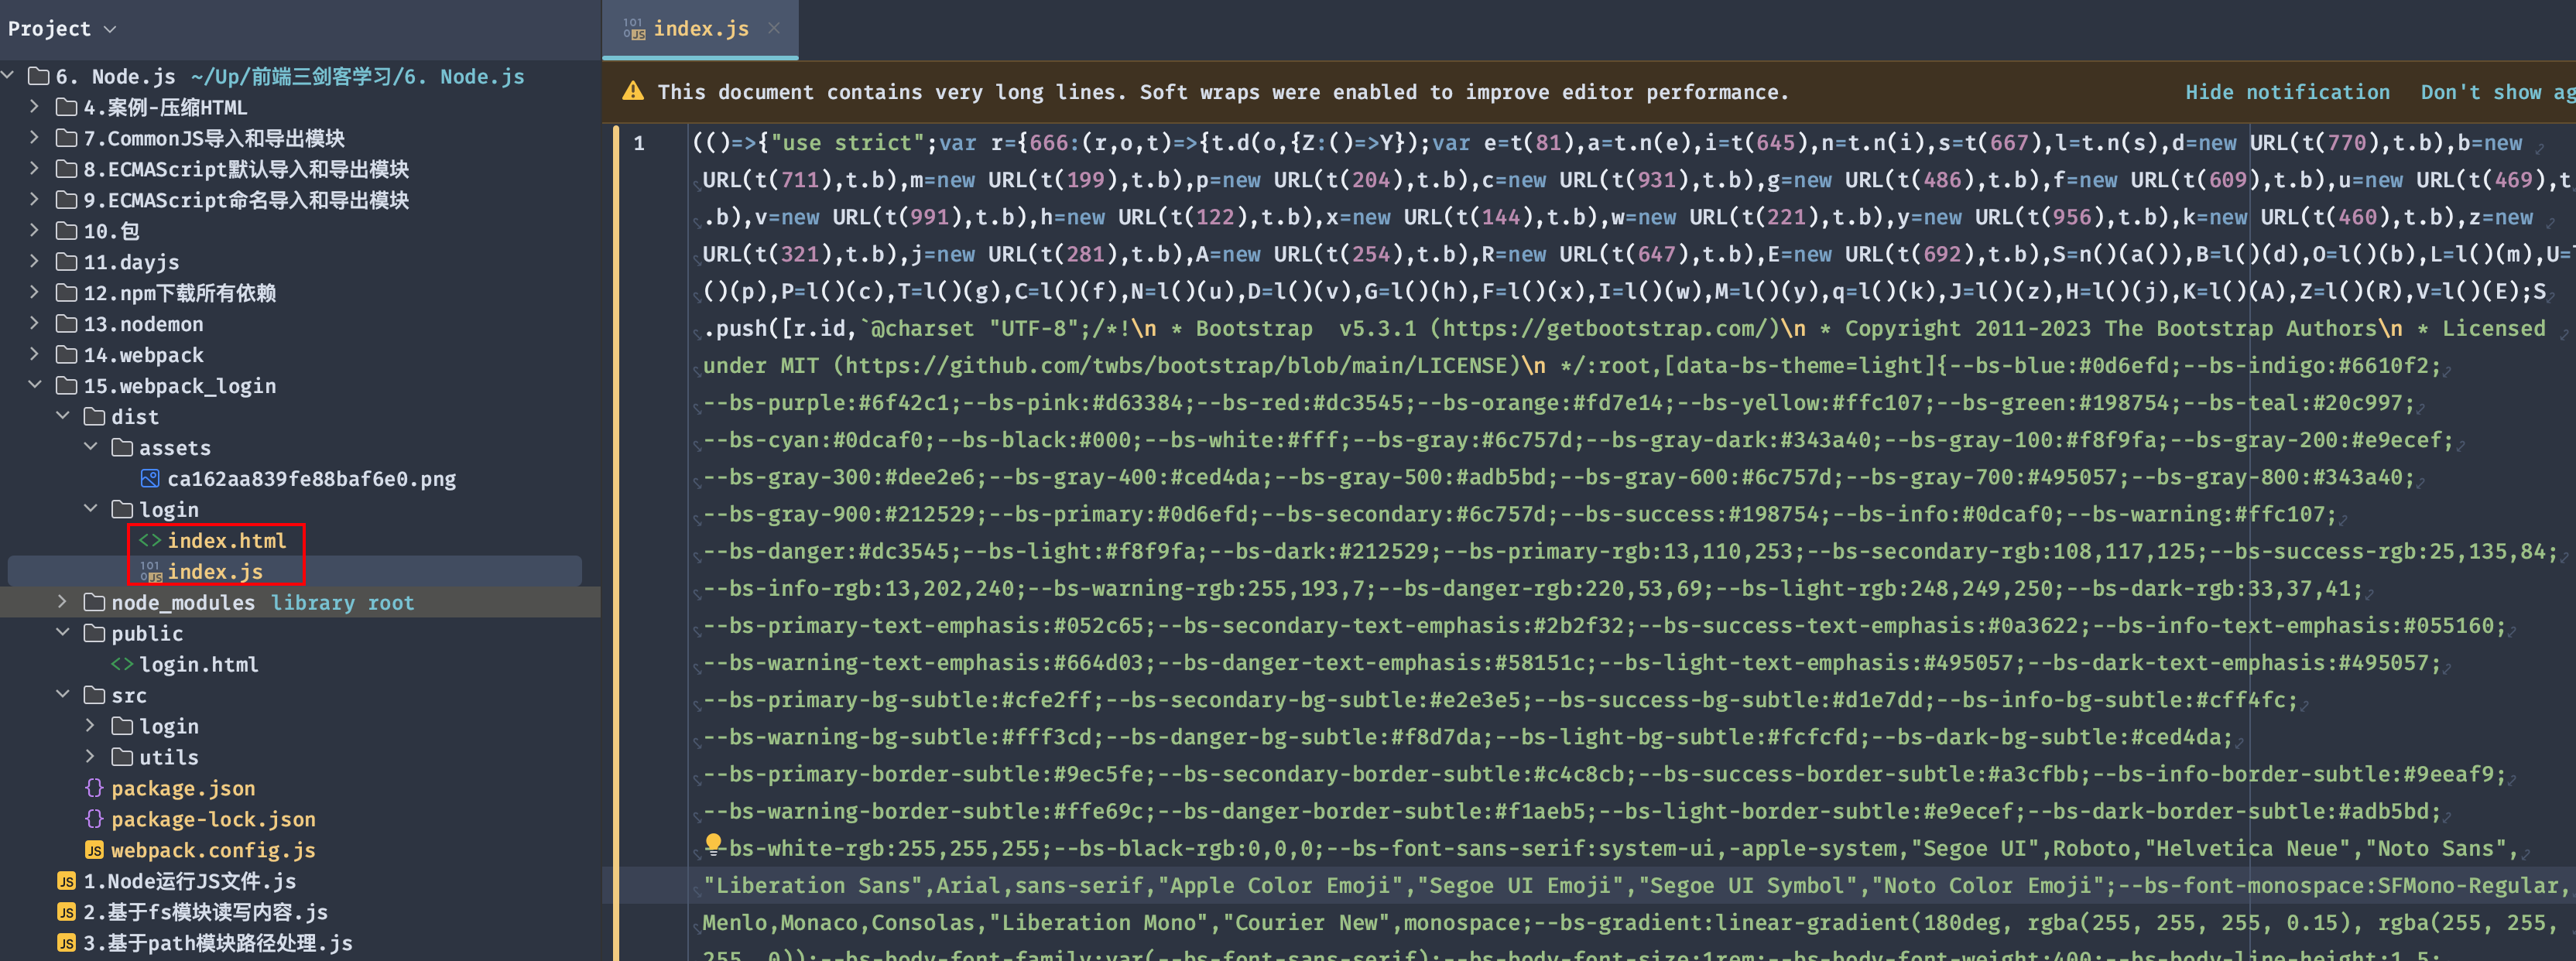 Project
6. Node.js ~/Up/前端三剑客学习/6. Node.js
4.案例-压缩HTML
7.CommonJS导入和导出模块
8.ECMAScript默认导入和导出模块
9.ECMAScript命名导入和导出模块
10.包
11.dayjs
12.npm下载所有依赖
13.nodemon
14.webpack
15.webpack_login
dist
assets
ca162aa839fe88baf6e0.png
login
index.html
index.js
node_modules library root
public
login.html
src
login
utils
package.json
package-lock.json
webpack.config.js
1.Node运行JS文件.js
2.基于fs模块读写内容.js
3.基于path模块路径处理.js
index.js
This document contains very long lines. Soft wraps were enabled to improve editor performance.
Hide notification Don't show ag
1
(()=>{"use strict";var r={666:(r,o,t)=>{t.d(o,{Z:()=>Y});var e=t(81),a=t.n(e),i=t(645),n=t.n(i),s=t(667),l=t.n(s),d=new URL(t(770),t.b),b=new
URL(t(711),t.b),m=new URL(t(199),t.b),p=new URL(t(204),t.b),c=new URL(t(931),t.b),g=new URL(t(486),t.b),f=new URL(t(609),t.b),u=new URL(t(469),t
.b),v=new URL(t(991),t.b),h=new URL(t(122),t.b),x=new URL(t(144),t.b),w=new URL(t(221),t.b),y=new URL(t(956),t.b),k=new URL(t(460),t.b),z=new
URL(t(321),t.b),j=new URL(t(281),t.b),A=new URL(t(254),t.b),R=new URL(t(647),t.b),E=new URL(t(692),t.b),S=n()(a()),B=l()(d),O=l()(b),L=l()(m),U=
()(p),P=l()(c),T=l()(g),C=l()(f),N=l()(u),D=l()(v),G=l()(h),F=l()(x),I=l()(w),M=l()(y),q=l()(k),J=l()(z),H=l()(j),K=l()(A),Z=l()(R),V=l()(E);S
.push([r.id,`@charset "UTF-8";/*!\n * Bootstrap  v5.3.1 (https://getbootstrap.com/)\n * Copyright 2011-2023 The Bootstrap Authors\n * Licensed
under MIT (https://github.com/twbs/bootstrap/blob/main/LICENSE)\n */:root,[data-bs-theme=light]{--bs-blue:#0d6efd;--bs-indigo:#6610f2;
--bs-purple:#6f42c1;--bs-pink:#d63384;--bs-red:#dc3545;--bs-orange:#fd7e14;--bs-yellow:#ffc107;--bs-green:#198754;--bs-teal:#20c997;
--bs-cyan:#0dcaf0;--bs-black:#000;--bs-white:#fff;--bs-gray:#6c757d;--bs-gray-dark:#343a40;--bs-gray-100:#f8f9fa;--bs-gray-200:#e9ecef;
--bs-gray-300:#dee2e6;--bs-gray-400:#ced4da;--bs-gray-500:#adb5bd;--bs-gray-600:#6c757d;--bs-gray-700:#495057;--bs-gray-800:#343a40;
--bs-gray-900:#212529;--bs-primary:#0d6efd;--bs-secondary:#6c757d;--bs-success:#198754;--bs-info:#0dcaf0;--bs-warning:#ffc107;
--bs-danger:#dc3545;--bs-light:#f8f9fa;--bs-dark:#212529;--bs-primary-rgb:13,110,253;--bs-secondary-rgb:108,117,125;--bs-success-rgb:25,135,84;
--bs-info-rgb:13,202,240;--bs-warning-rgb:255,193,7;--bs-danger-rgb:220,53,69;--bs-light-rgb:248,249,250;--bs-dark-rgb:33,37,41;
--bs-primary-text-emphasis:#052c65;--bs-secondary-text-emphasis:#2b2f32;--bs-success-text-emphasis:#0a3622;--bs-info-text-emphasis:#055160;
--bs-warning-text-emphasis:#664d03;--bs-danger-text-emphasis:#58151c;--bs-light-text-emphasis:#495057;--bs-dark-text-emphasis:#495057;
--bs-primary-bg-subtle:#cfe2ff;--bs-secondary-bg-subtle:#e2e3e5;--bs-success-bg-subtle:#d1e7dd;--bs-info-bg-subtle:#cff4fc;
--bs-warning-bg-subtle:#fff3cd;--bs-danger-bg-subtle:#f8d7da;--bs-light-bg-subtle:#fcfcfd;--bs-dark-bg-subtle:#ced4da;
--bs-primary-border-subtle:#9ec5fe;--bs-secondary-border-subtle:#c4c8cb;--bs-success-border-subtle:#a3cfbb;--bs-info-border-subtle:#9eeaf9;
--bs-warning-border-subtle:#ffe69c;--bs-danger-border-subtle:#f1aeb5;--bs-light-border-subtle:#e9ecef;--bs-dark-border-subtle:#adb5bd;
-bs-white-rgb:255,255,255;--bs-black-rgb:0,0,0;--bs-font-sans-serif:system-ui,-apple-system,"Segoe UI",Roboto,"Helvetica Neue","Noto Sans",
"Liberation Sans",Arial,sans-serif,"Apple Color Emoji","Segoe UI Emoji","Segoe UI Symbol","Noto Color Emoji";--bs-font-monospace:SFMono-Regular,
Menlo,Monaco,Consolas,"Liberation Mono","Courier New",monospace;--bs-gradient:linear-gradient(180deg, rgba(255, 255, 255, 0.15), rgba(255, 255,
255, 0));--bs-body-font-family:var(--bs-font-sans-serif);--bs-body-font-size:1rem;--bs-body-font-weight:400;--bs-body-line-height:1.5;